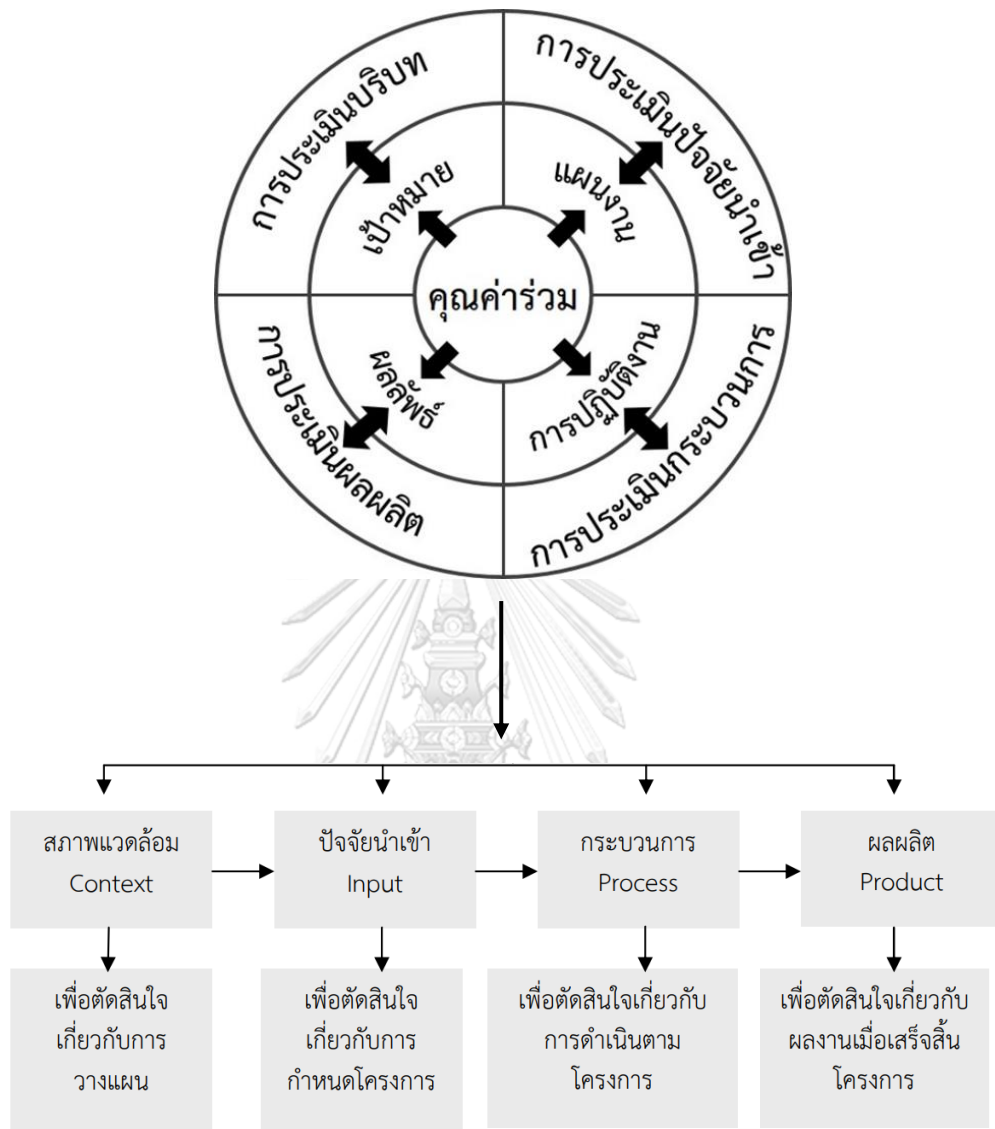 การประเมินบริบท
การประเมินปัจจัยนำเข้า
เป้าหมาย
แผนงาน
คุณค่าร่วม
ผลลัพธ์
การปฏิบัติงาน
การประเมินผลผลิต
การประเมินกระบวนการ
สภาพแวดล้อม
Context
ปัจจัยนำเข้า
Input
กระบวนการ
Process
ผลผลิต
Product
เพื่อตัดสินใจ
เกี่ยวกับการ
วางแผน
เพื่อตัดสินใจ
เกี่ยวกับการ
กำหนดโครงการ
เพื่อตัดสินใจเกี่ยวกับ
การดำเนินตาม
โครงการ
เพื่อตัดสินใจเกี่ยวกับ
ผลงานเมื่อเสร็จสิ้น
โครงการ